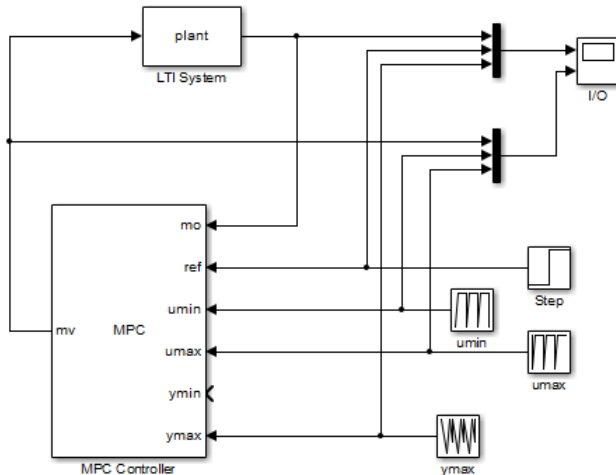 plant
LTI System
I/O
mo
ref
Step
umin
MPC
mv
umin
umax
umax
ymin
ymax
MPC Controller
ymax